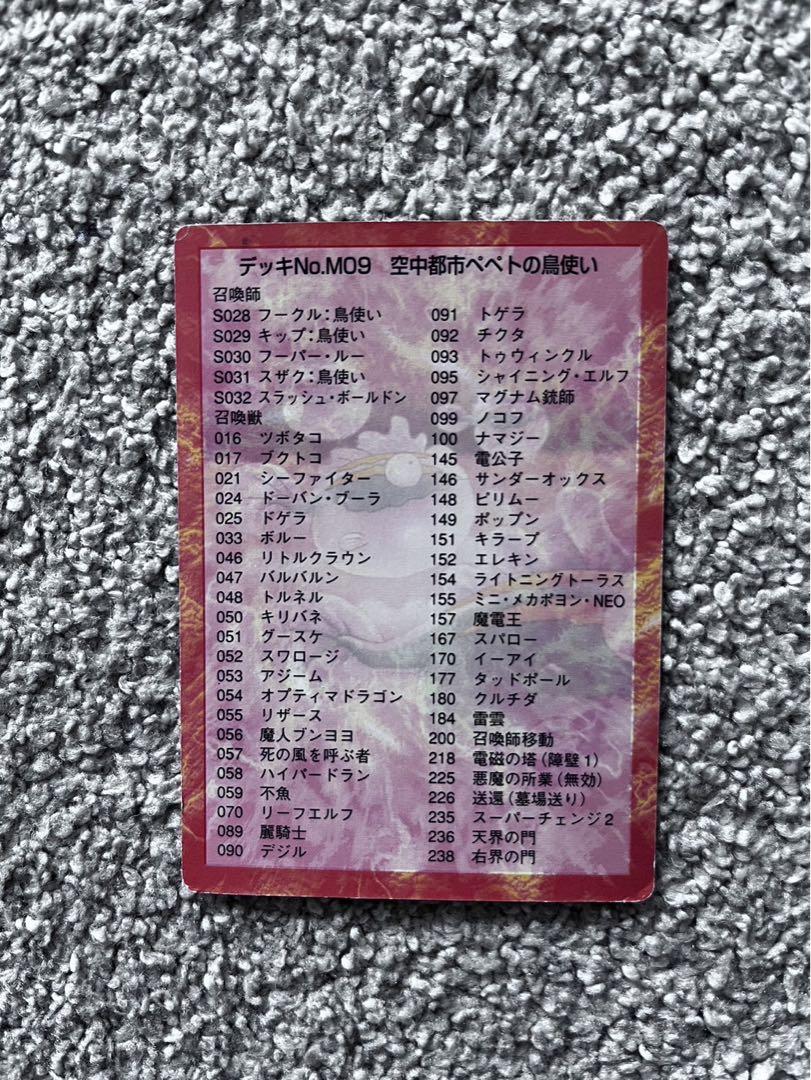 デッキNo.M09 空中都市ペペトの鳥使い
召喚師
S028 フークル：鳥使い
S029 キップ：鳥使い
S030 フーパー・ルー
S031 スザク：鳥使い
S032 スラッシュ・ボールドン
召喚獣
016 ツボタコ
017 ブクトコ
021 シーファイター
024 ドーバン・ブーラ
025 ドゲラ
033 ボルー
046 リトルクラウン
047 バルバルン
048 トルネル
050 キリバネ
051 グースケ
052 スワロージ
053 アジーム
054 オプティマドラゴン
055 リザース
056 魔人ブンヨヨ
057 死の風を呼ぶ者
058 ハイパードラン
059 不魚
070 リーフエルフ
089 麗騎士
090 デジル
091 トゲラ
092 チクタ
093 トゥウィンクル
095 シャイニング・エルフ
097 マグナム銃師
099 ノコフ
100 ナマジー
145 電公子
146 サンダーオックス
148 ビリムー
149 ポップン
151 キラープ
152 エレキン
154 ライトニングトーラス
155 ミニ・メカポヨン・NEO
157 魔電王
167 スパロー
170 イーアイ
177 タッドポール
180 クルチダ
184 雷雲
200 召喚師移動
218 電磁の塔（障壁1）
225 悪魔の所業（無効）
226 送還（墓場送り）
235 スーパーチェンジ2
236 天界の門
238 右界の門